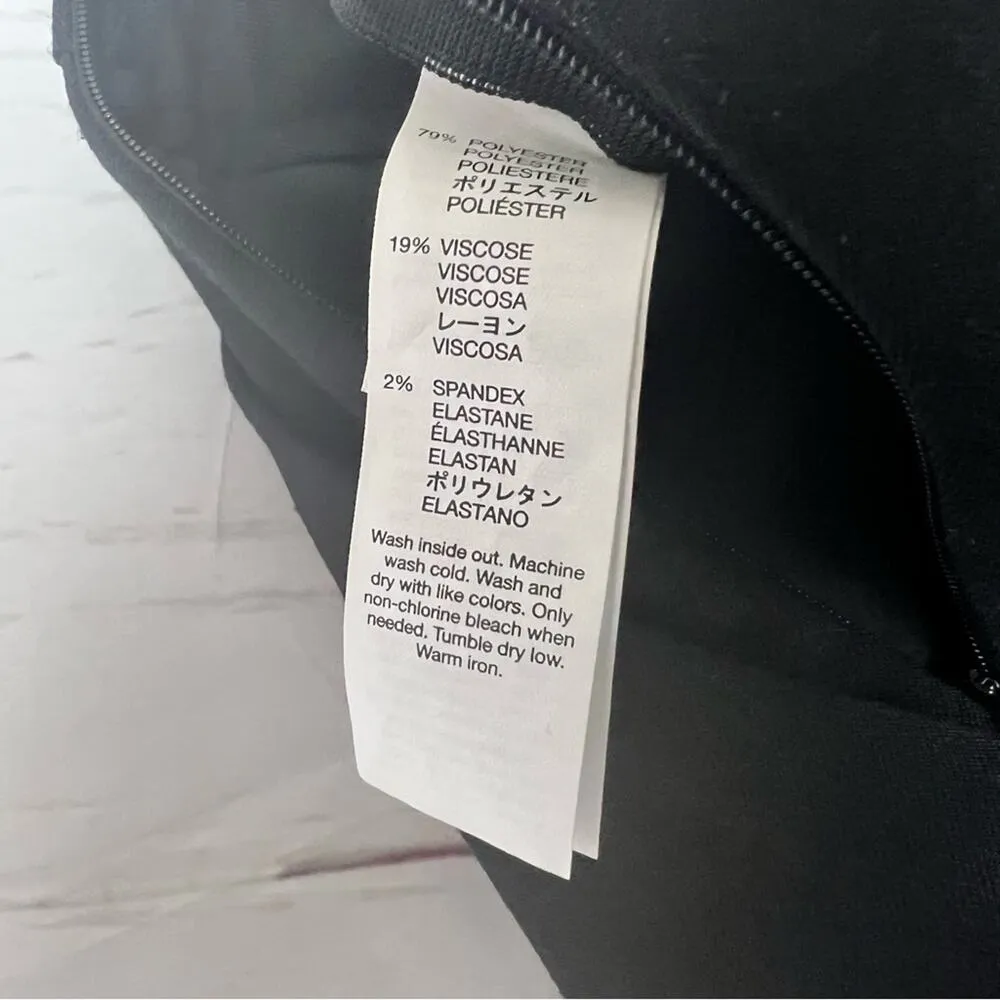 79% POLYESTER
POLYESTER
POLIESTERE
ポリエステル
POLIÉSTER
19% VISCOSE
VISCOSE
VISCOSA
レーヨン
VISCOSA
2% SPANDEX
ELASTANE
ÉLASTHANNE
ELASTAN
ポリウレタン
ELASTANO
Wash inside out. Machine
wash cold. Wash and
dry with like colors. Only
non-chlorine bleach when
needed. Tumble dry low.
Warm iron.